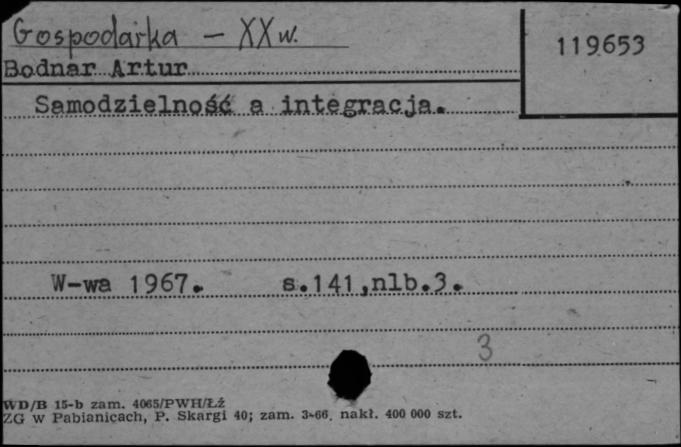 Gospodarka - XX w.
119653
Bodnar Artur
Samodzielność a integracja.
W-wa 1967. s.141,nlb.3.
3
WD/B 15-b zam. 4065/PWH/Łż
ZG w Pabianicach, P. Skargi 40; zam. 3-66, nakł. 400 000 szt.